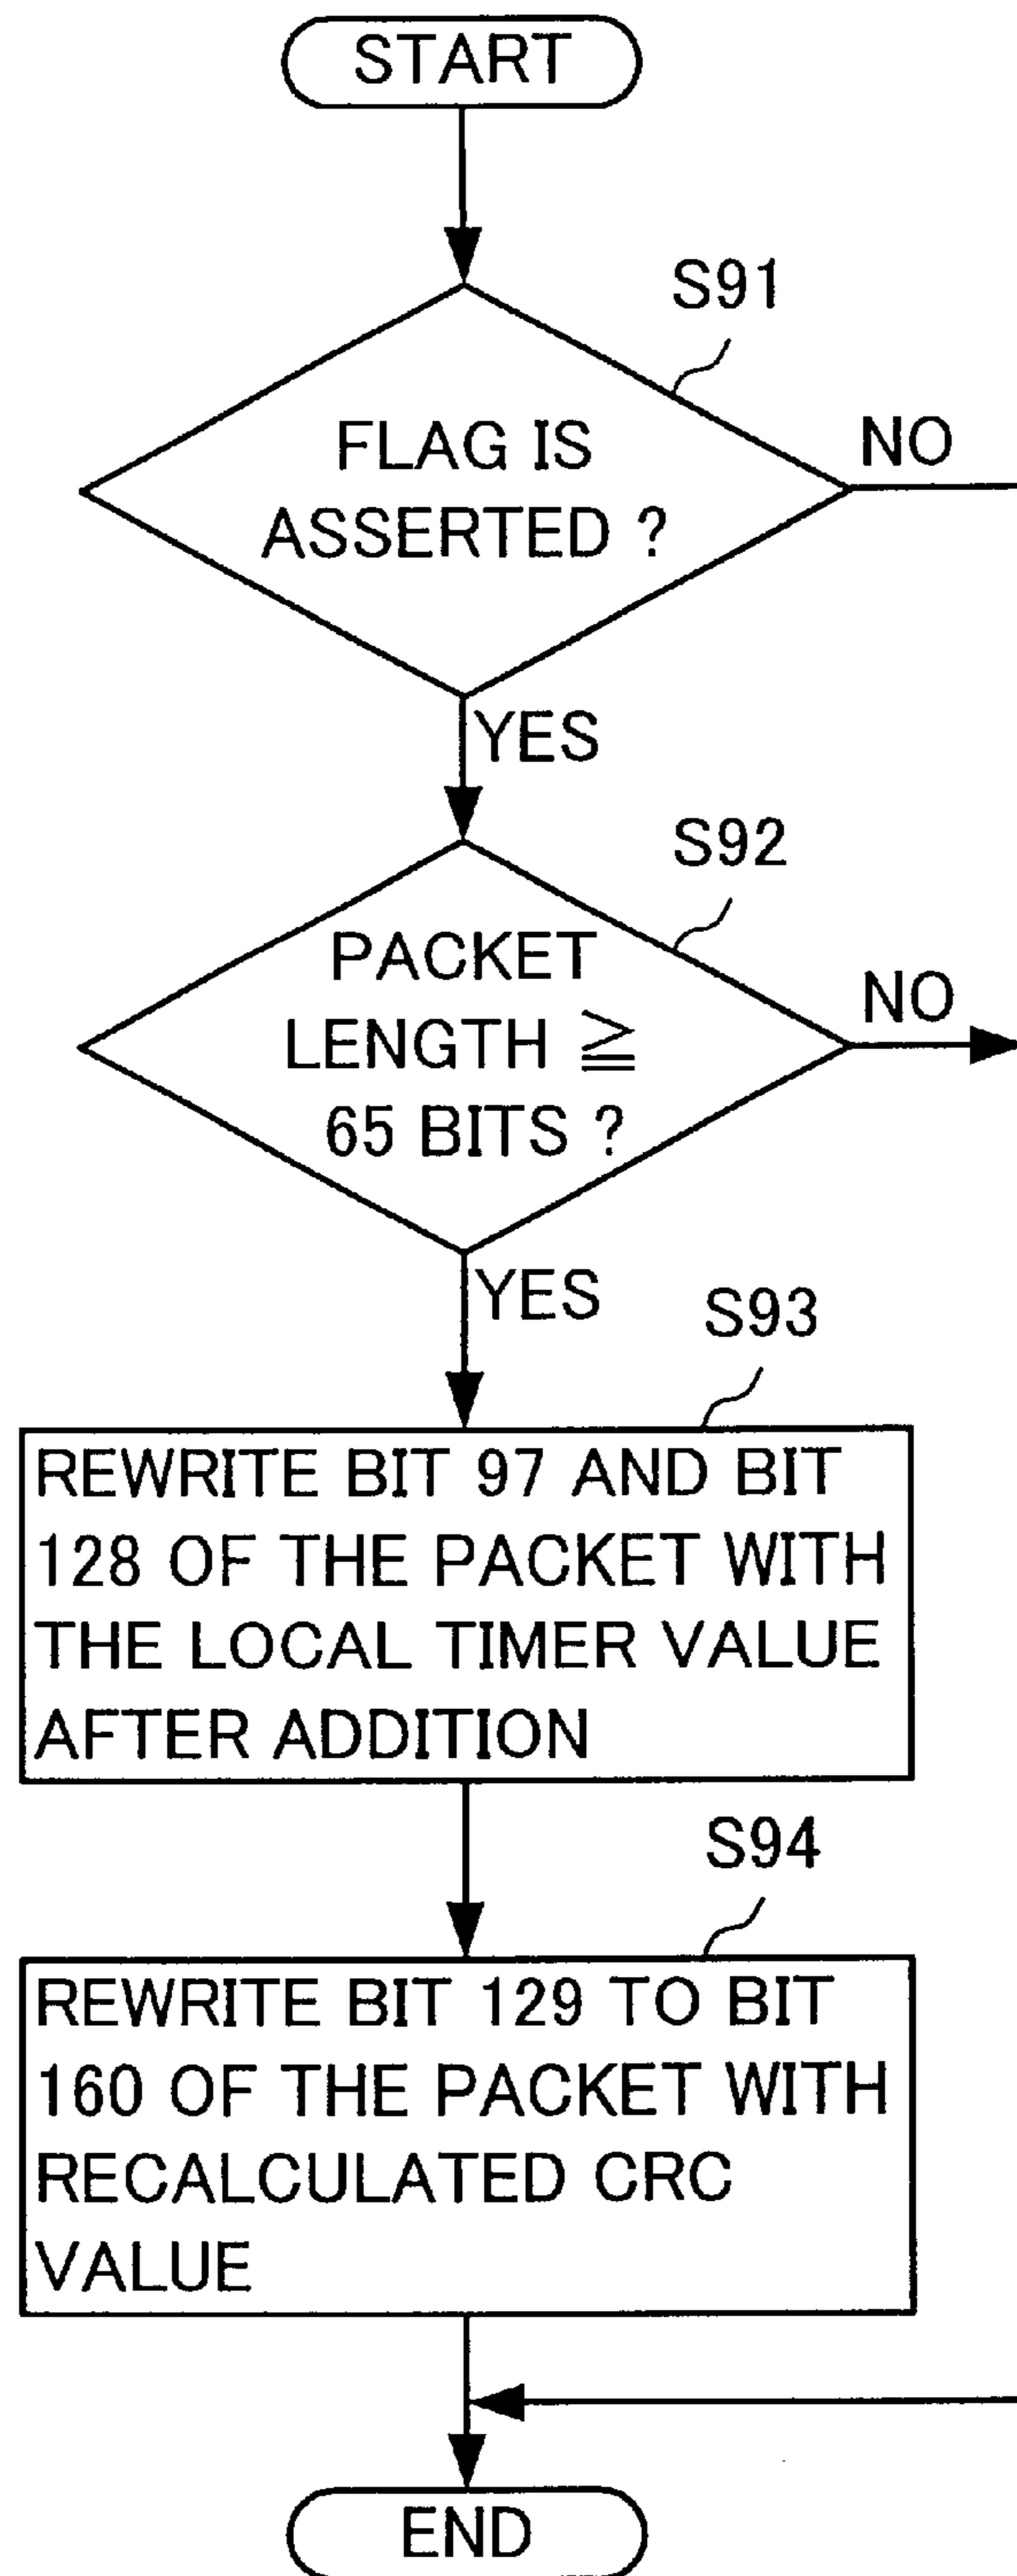 START
S91
FLAG IS
ASSERTED ?
NO
YES
S92
PACKET
LENGTH ≧
65 BITS ?
NO
YES
S93
REWRITE BIT 97 AND BIT
128 OF THE PACKET WITH
THE LOCAL TIMER VALUE
AFTER ADDITION
S94
REWRITE BIT 129 TO BIT
160 OF THE PACKET WITH
RECALCULATED CRC
VALUE
END